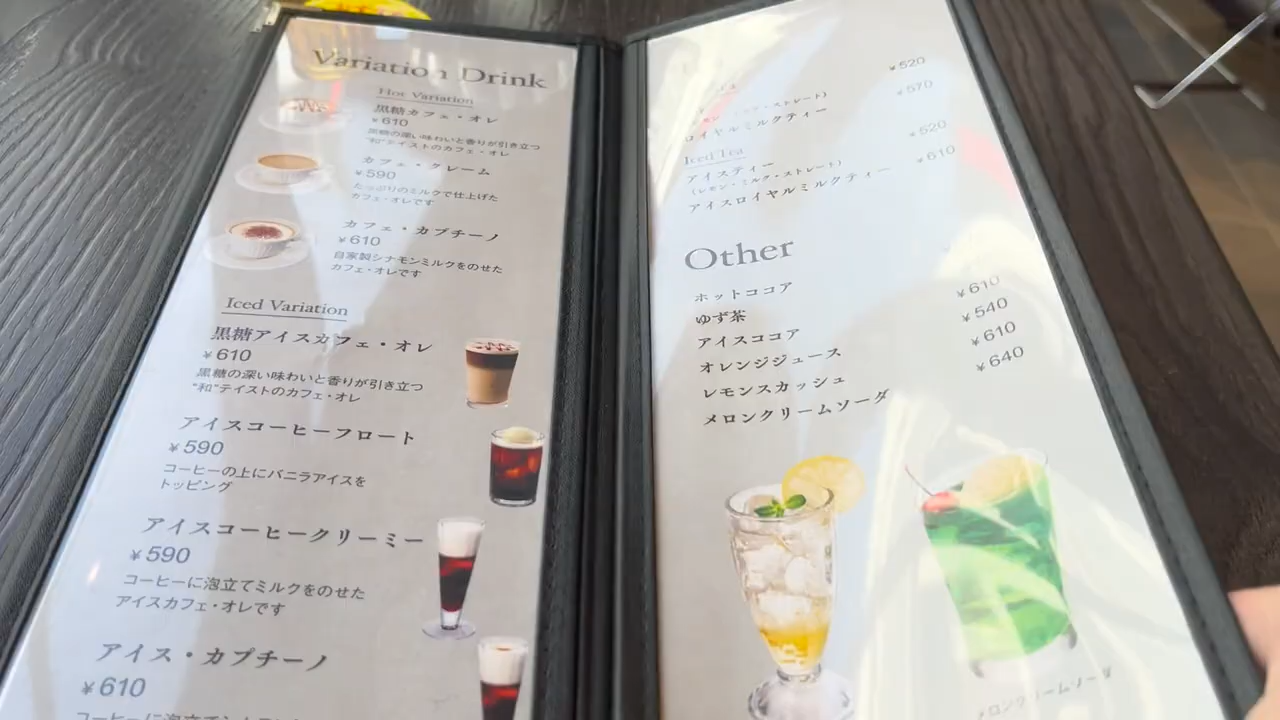 Variation Drink
Hot Variation
黒糖カフェ・オレ
¥610
黒糖の深い味わいと香りが引き立つ
“和”テイストのカフェ・オレ
カフェ・クレーム
¥590
たっぷりのミルクで仕上げた
カフェ・オレです
カフェ・カプチーノ
¥610
自家製シナモンミルクをのせた
カフェ・オレです
Iced Variation
黒糖アイスカフェ・オレ
¥610
黒糖の深い味わいと香りが引き立つ
“和”テイストのカフェ・オレ
アイスコーヒーフロート
¥590
コーヒーの上にバニラアイスを
トッピング
アイスコーヒークリーミー
¥590
コーヒーに泡立てミルクをのせた
アイスカフェ・オレです
アイス・カプチーノ
¥610
¥520
・ストレート)
ロイヤルミルクティー ¥570
Iced Tea
アイスティー ¥520
(レモン・ミルク・ストレート)
アイスロイヤルミルクティー ¥610
Other
ホットココア
ゆず茶 ¥610
アイスココア ¥540
オレンジジュース ¥610
レモンスカッシュ ¥640
メロンクリームソーダ
メロンクリームソーダ